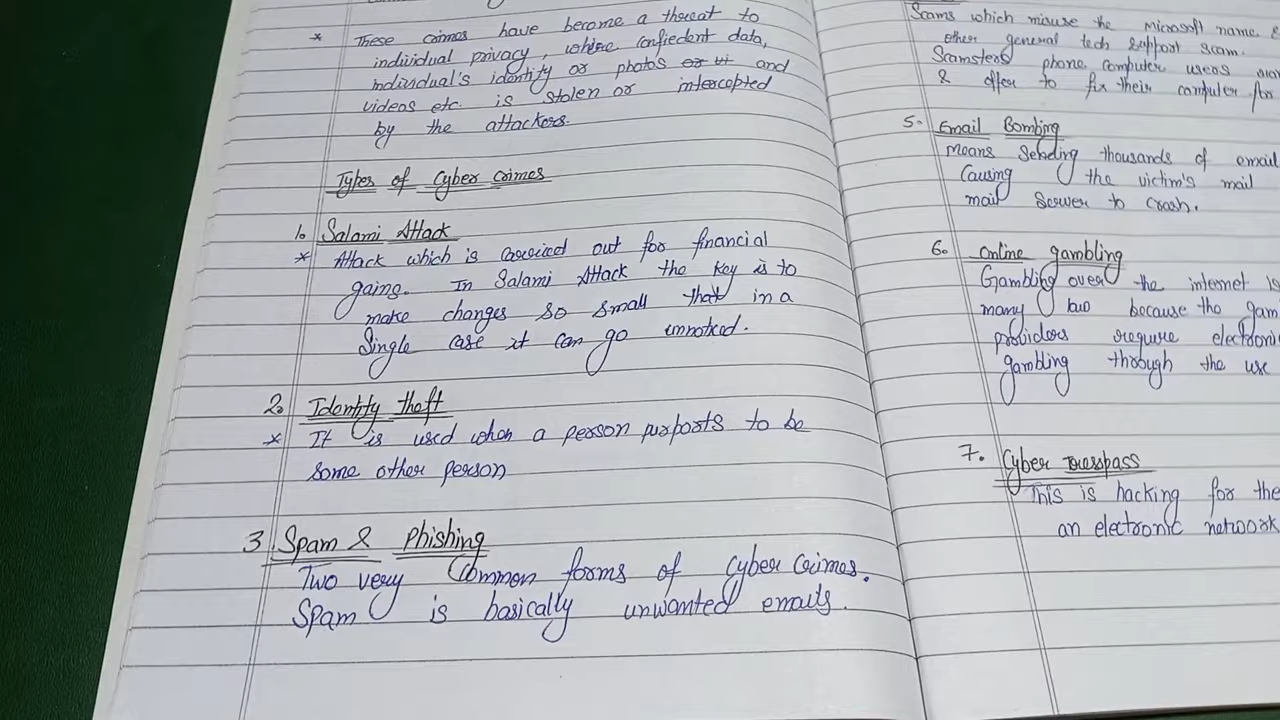 * These crimes have become a threat to
individual privacy, where confiedent data,
individual's identity or photos or vi and
videos etc. is stolen or intercepted
by the attackers.
Types of Cyber Crimes
1. Salami Attack
* Attack which is carried out for financial
gains. In Salami Attack the key is to
make changes so small that in a
Single case it can go unnoticed.
2. Identity theft
* It is used when a person purports to be
some other person
3 Spam & Phishing
Two very Common forms of Cyber Crimes.
Spam is basically unwanted emails.
Scams which misuse the microsoft name &
other general tech support scam.
Scamsters phone computer users
& offer to fix their computer for
5. Email Bombing
Means Sending thousands of email
Causing the victim's mail
mail Server to Crash.
6. Online gambling
Gambling over the internet is
many law because the gam
providers require electroni
gambling through the use
7. Cyber Trespass
This is hacking for the
an electronic network